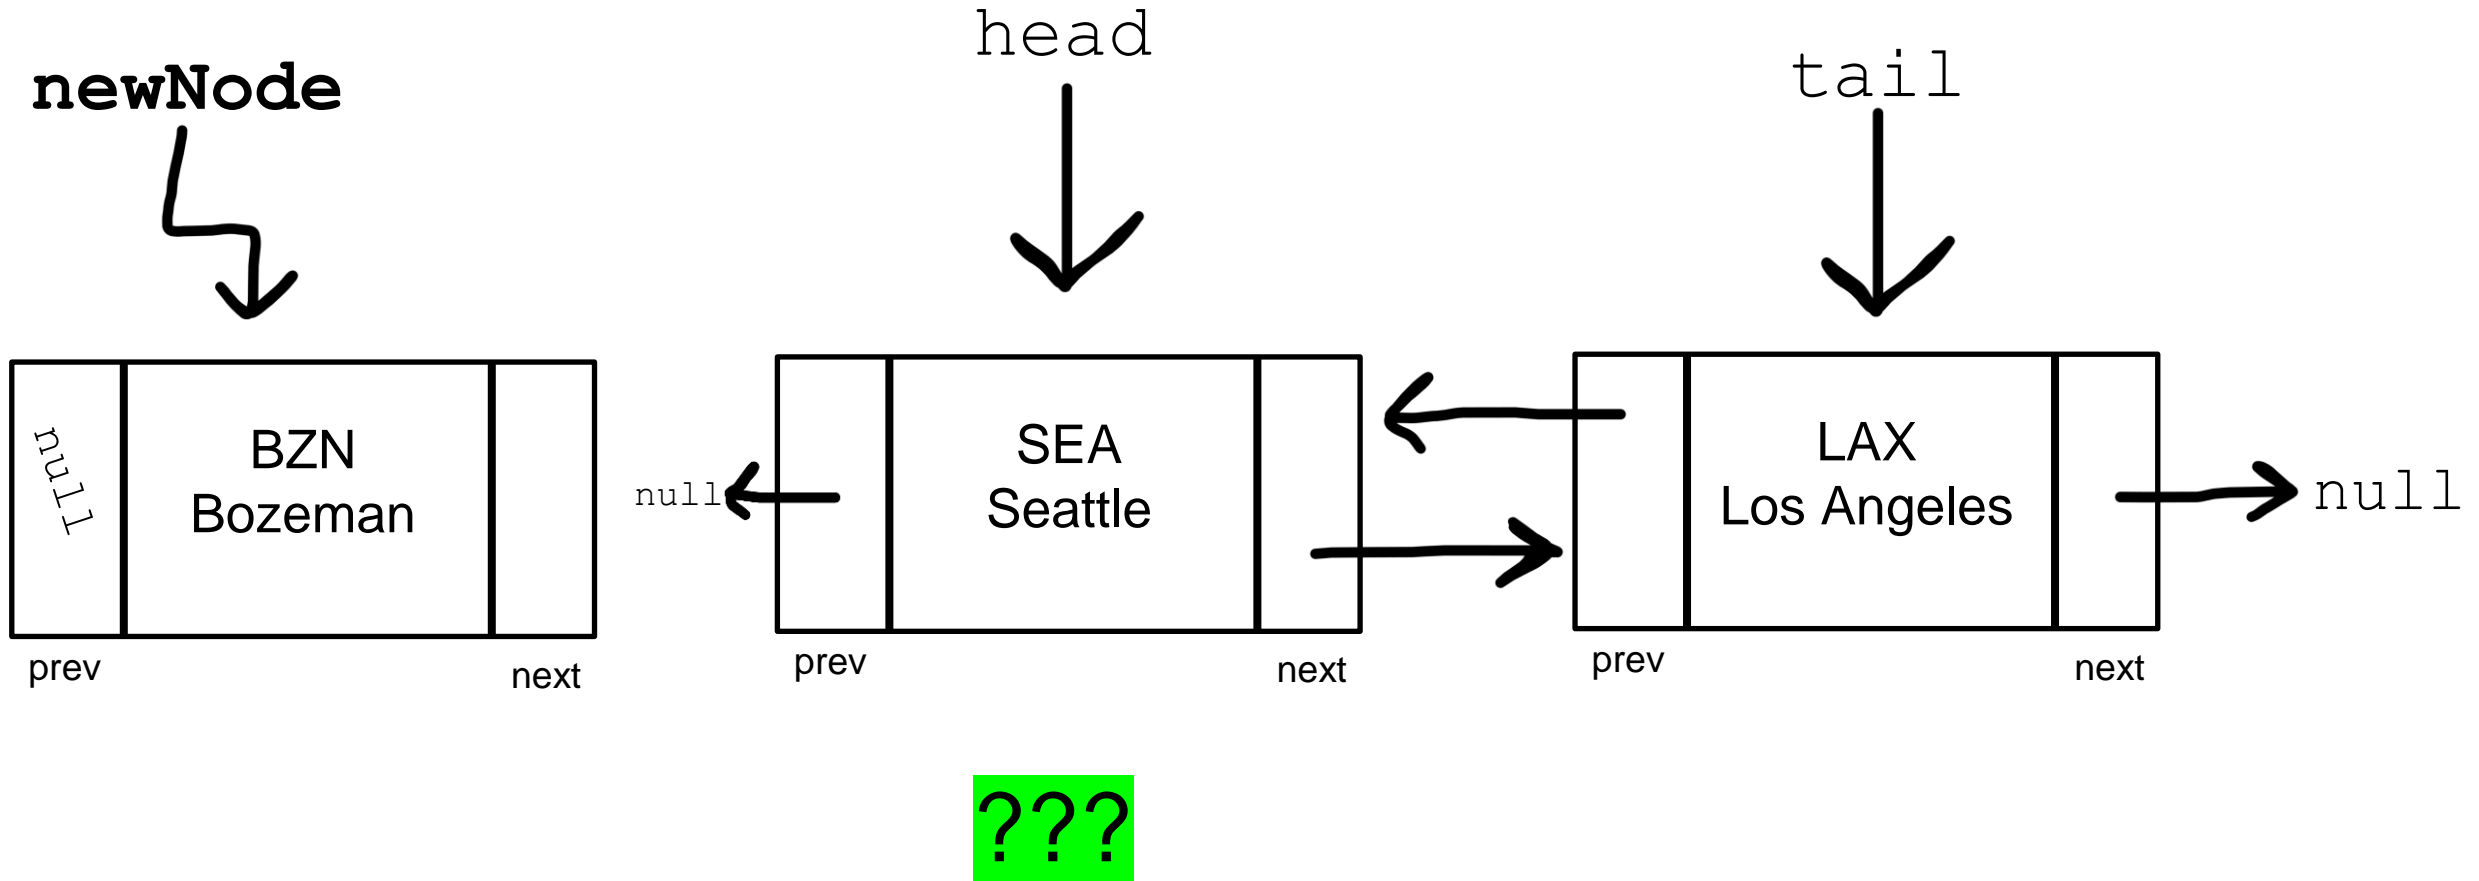 newNode
head
tail
null
BZN
Bozeman
prev
next
null
SEA
Seattle
prev
next
LAX
Los Angeles
prev
next
null
???